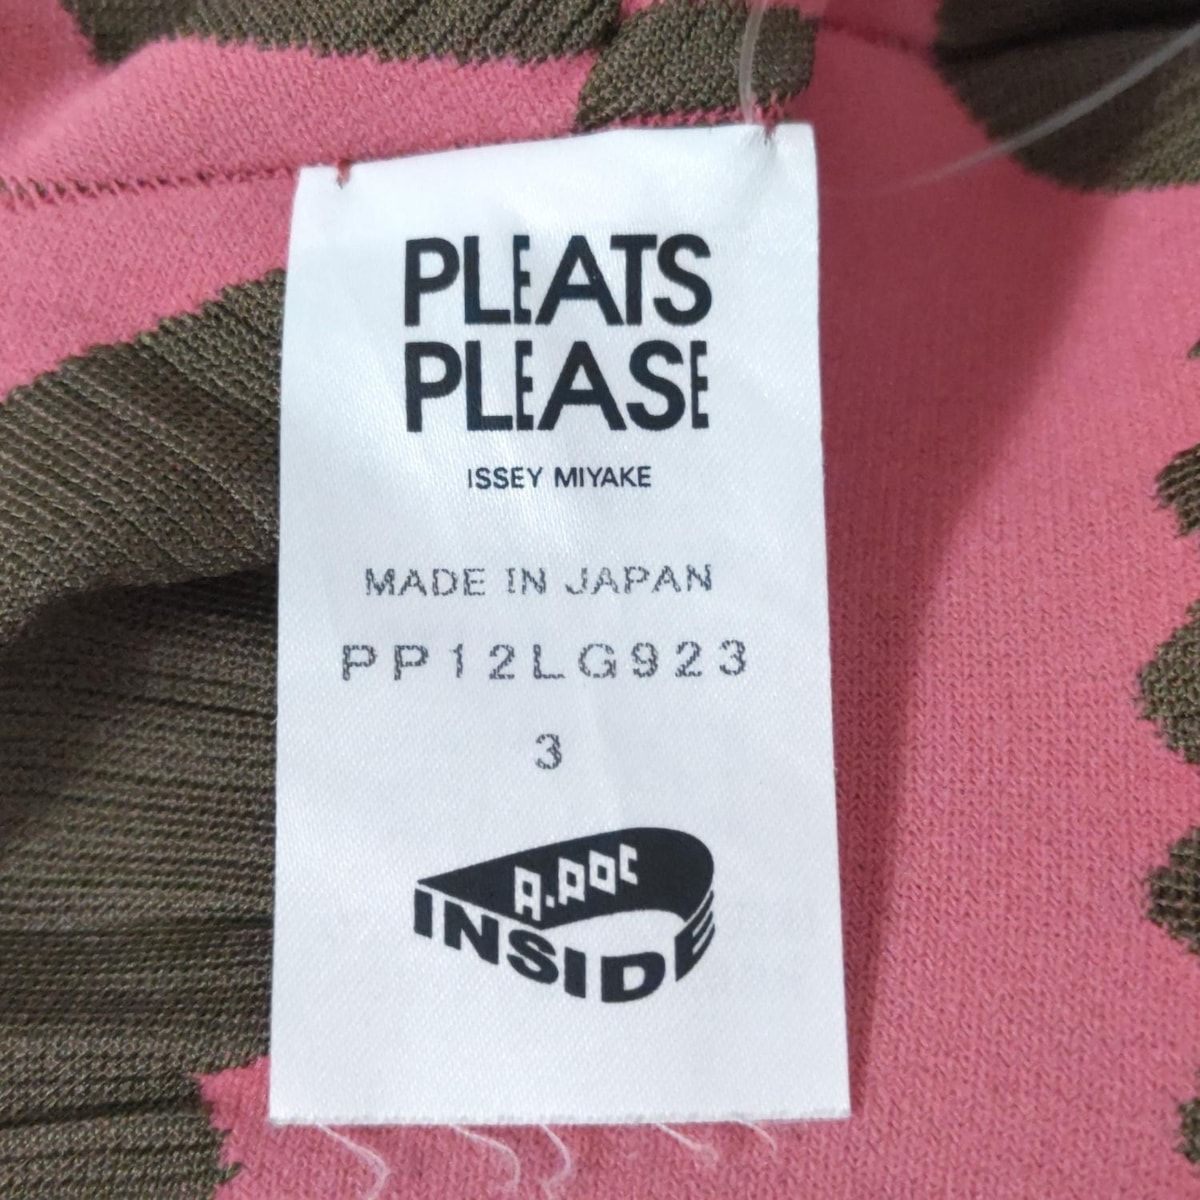 PLEATS
PLEASE
ISSEY MIYAKE
MADE IN JAPAN
PP12LG923
3
A.POC
INSIDE